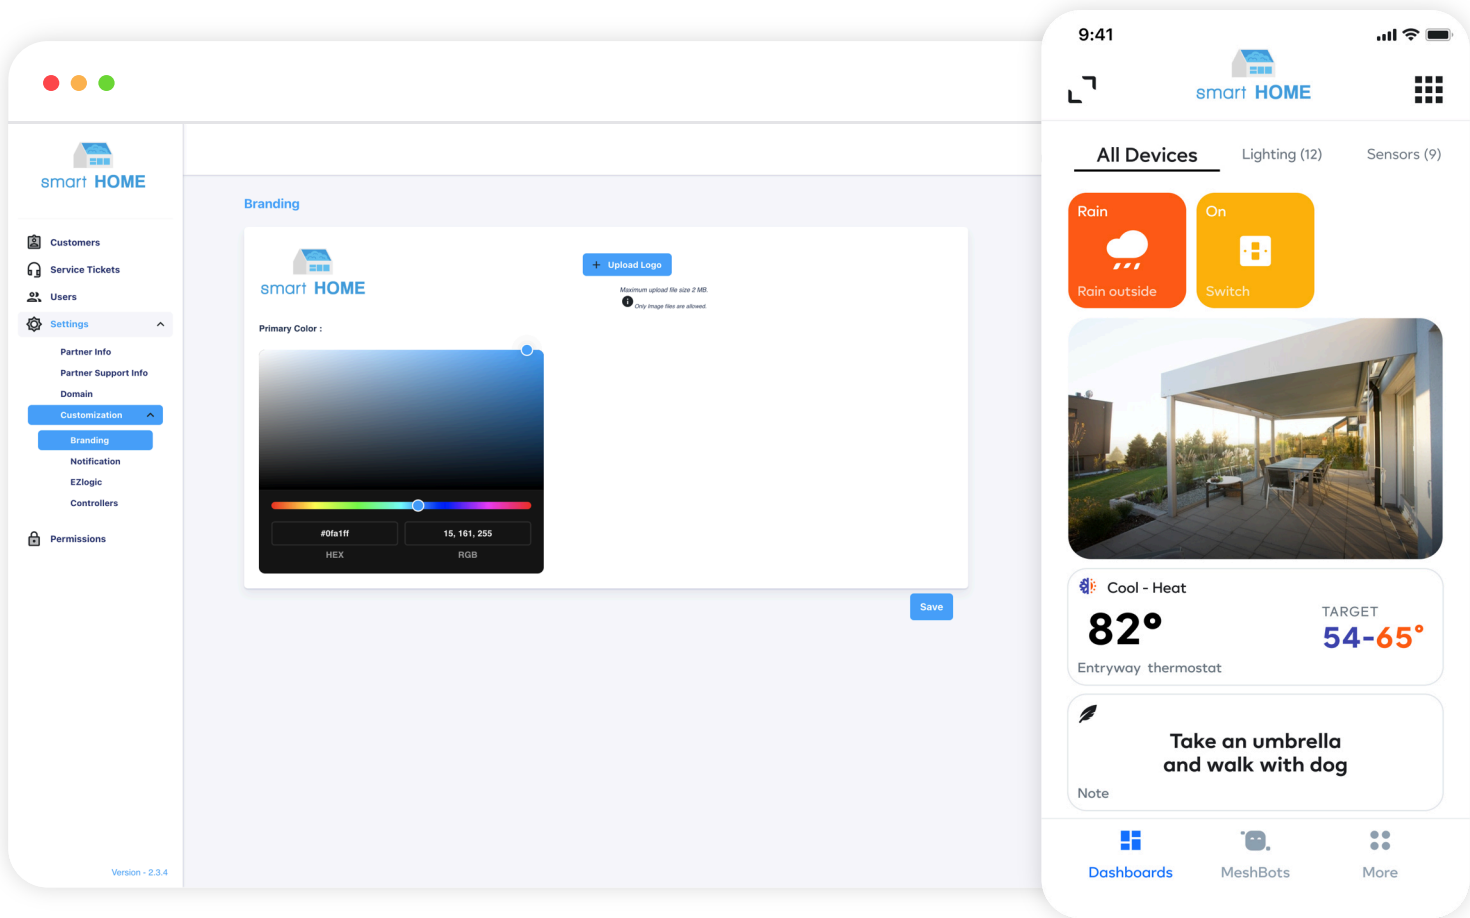 smart HOME
Customers
Service Tickets
Users
Settings
Partner Info
Partner Support Info
Domain
Customization
Branding
Notification
EZlogic
Controllers
Permissions
Version - 2.3.4
Branding
smart HOME
+ Upload Logo
Maximum upload file size 2 MB.
Only Image files are allowed.
Primary Color :
#0fa1ff
15, 161, 255
HEX
RGB
Save
9:41
smart HOME
All Devices
Lighting (12)
Sensors (9)
Rain
Rain outside
On
Switch
Cool - Heat
82°
TARGET
54-65°
Entryway thermostat
Take an umbrella
and walk with dog
Note
Dashboards
MeshBots
More